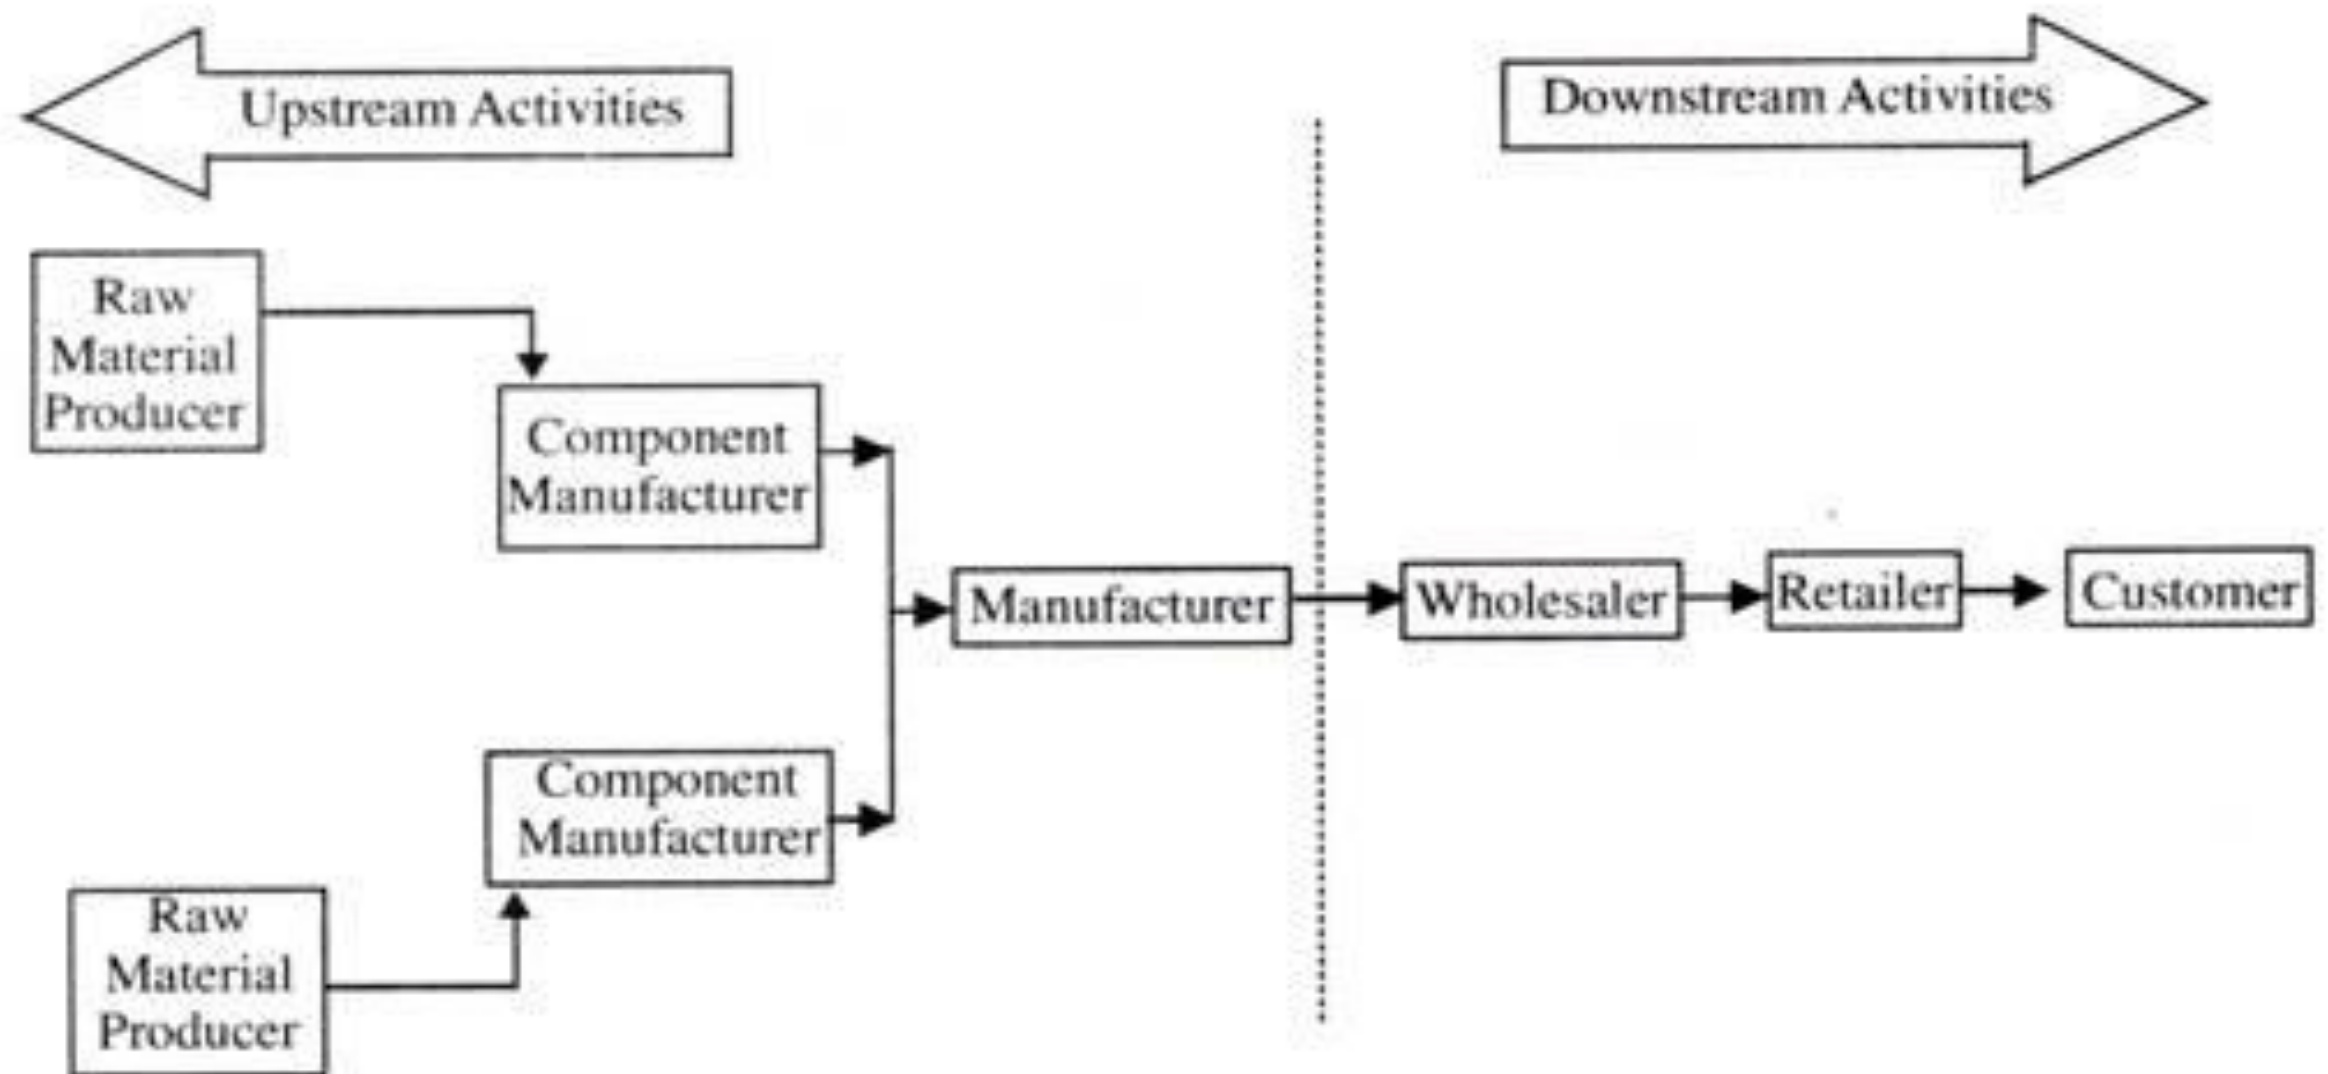 Upstream Activities
Downstream Activities
Raw
Material
Producer
Component
Manufacturer
Manufacturer
Wholesaler
Retailer
Customer
Component
Manufacturer
Raw
Material
Producer